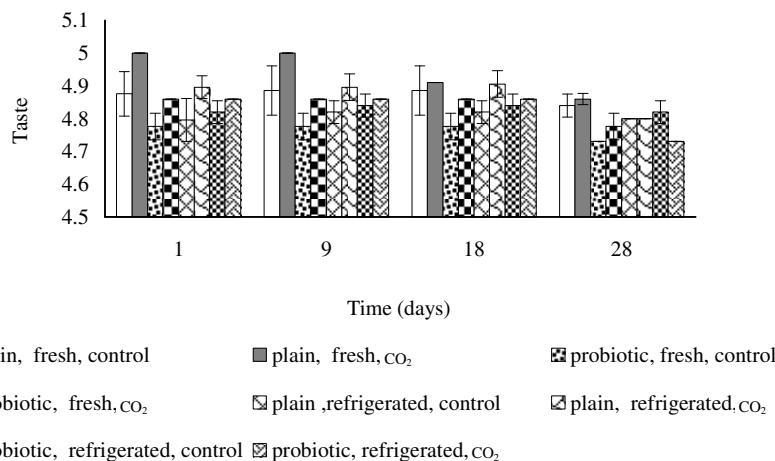 5.1
5
4.9
4.8
4.7
4.6
4.5
Taste
1 9 18 28
Time (days)
in, fresh, control plain, fresh, CO₂ probiotic, fresh, control
obiotic, fresh, CO₂ plain ,refrigerated, control plain, refrigerated, CO₂
obiotic, refrigerated, control probiotic, refrigerated, CO₂